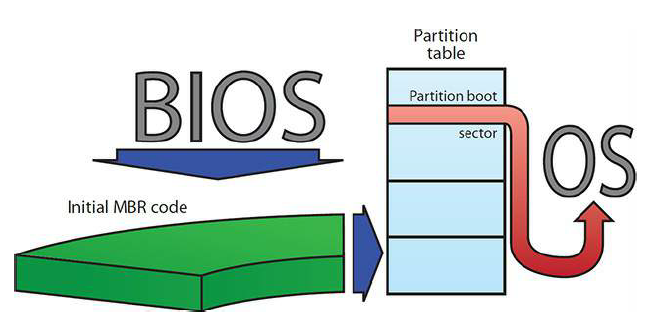 Partition
table
BIOS
Partition boot
sector
OS
Initial MBR code